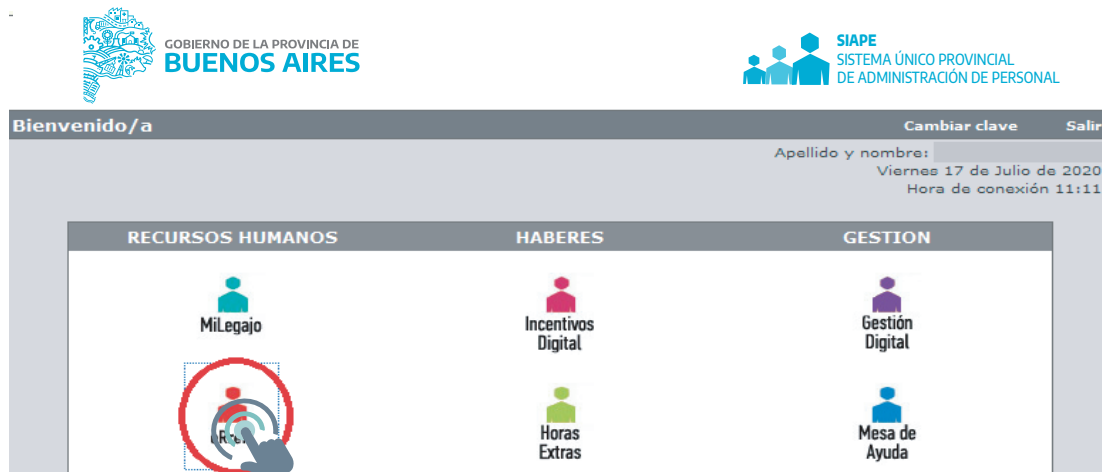 GOBIERNO DE LA PROVINCIA DE
BUENOS AIRES
SIAPE
SISTEMA ÚNICO PROVINCIAL
DE ADMINISTRACIÓN DE PERSONAL
Bienvenido/a
Cambiar clave
Salir
Apellido y nombre:
Viernes 17 de Julio de 2020
Hora de conexión 11:11
RECURSOS HUMANOS
HABERES
GESTION
MiLegajo
Incentivos
Digital
Gestión
Digital
Horas
Extras
Mesa de
Ayuda